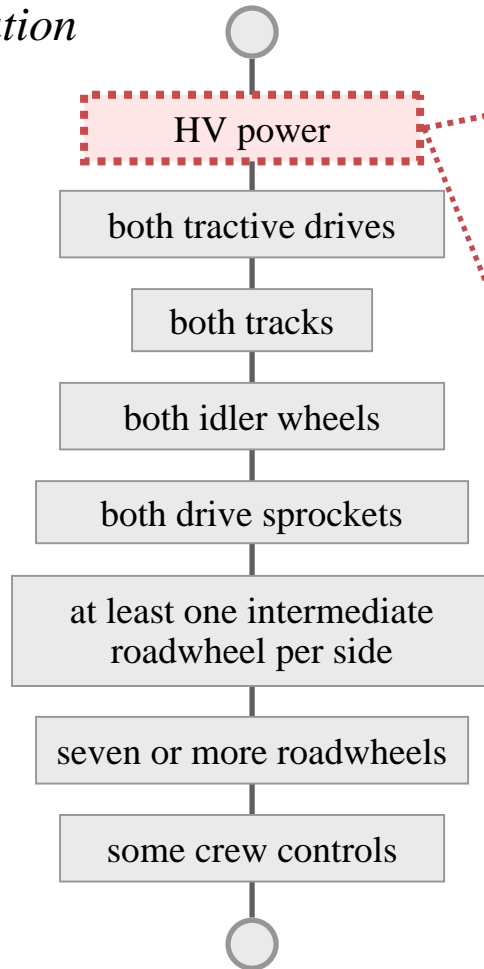 HV power
both tractive drives
both tracks
both idler wheels
both drive sprockets
at least one intermediate
roadwheel per side
seven or more roadwheels
some crew controls